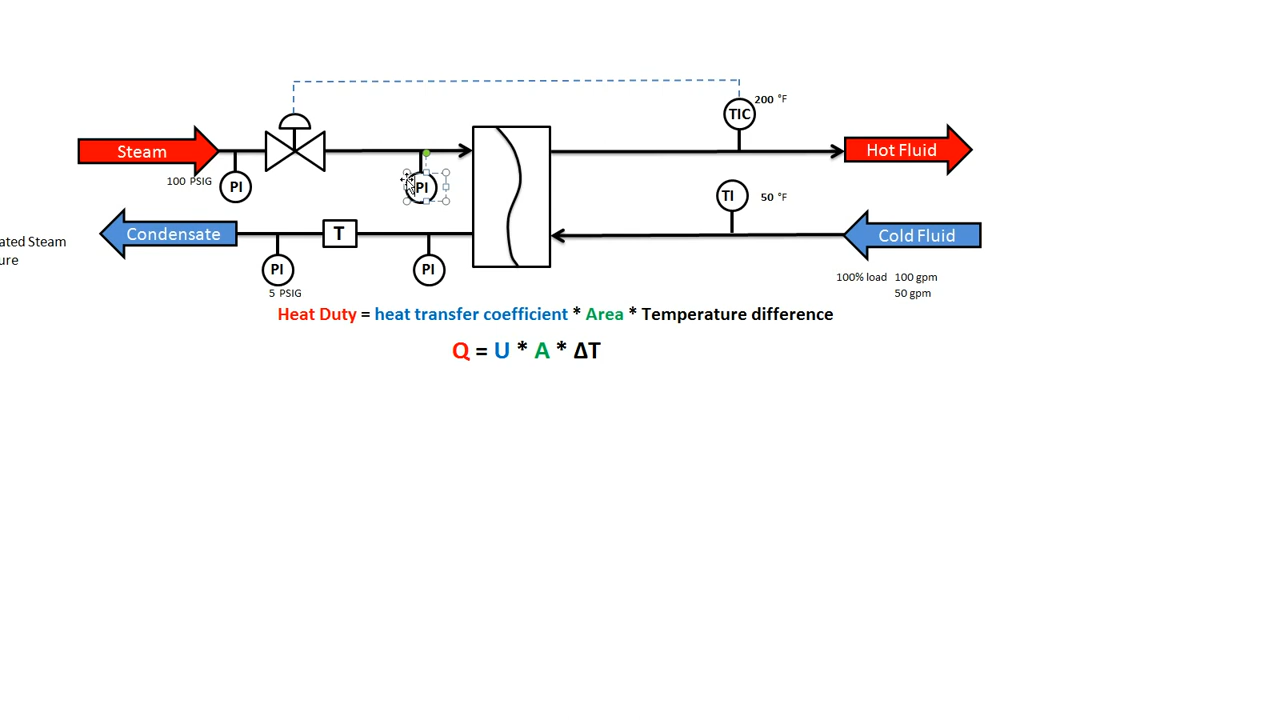 200 °F
TIC
Steam
Hot Fluid
100 PSIG
PI
PI
TI
50 °F
Condensate
T
Cold Fluid
ated Steam
ure
PI
PI
5 PSIG
100% load 100 gpm
50 gpm
Heat Duty = heat transfer coefficient * Area * Temperature difference
Q = U * A * ΔT